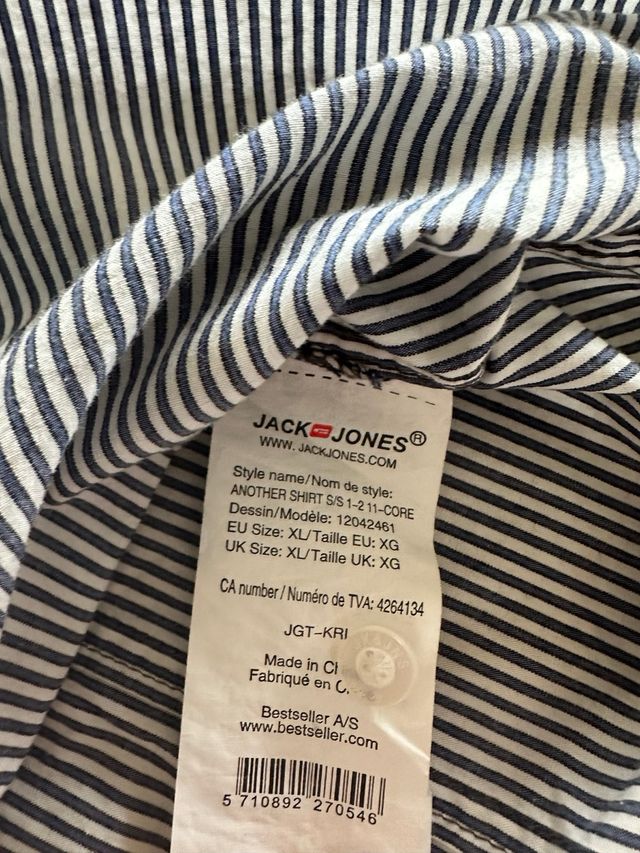 JACK JONES®
WWW. JACKJONES.COM
Style name/Nom de style:
ANOTHER SHIRT S/S 1-2 11-CORE
Dessin/Modèle: 12042461
EU Size: XL/Taille EU: XG
UK Size: XL/Taille UK: XG
CA number / Numéro de TVA: 4264134
JGT-KRI
Made in
Fabriqué en
Bestseller A/S
www.bestseller.com
5 710892 270546